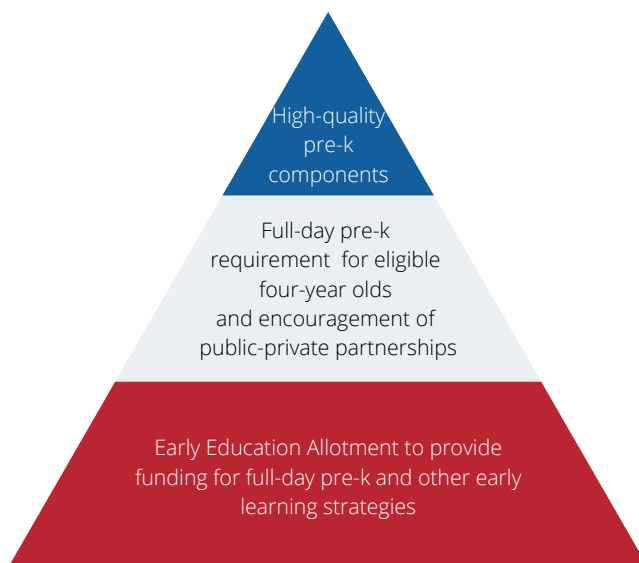 High-quality
pre-k
components
Full-day pre-k
requirement for eligible
four-year olds
and encouragement of
public-private partnerships
Early Education Allotment to provide
funding for full-day pre-k and other early
learning strategies